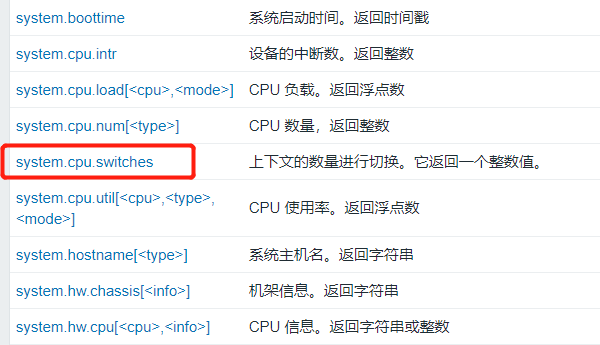 system.boottime 系统启动时间。返回时间戳
system.cpu.intr 设备的中断数。返回整数
system.cpu.load[<cpu>,<mode>] CPU 负载。返回浮点数
system.cpu.num[<type>] CPU 数量，返回整数
system.cpu.switches 上下文的数量进行切换。它返回一个整数值。
system.cpu.util[<cpu>,<type>, CPU 使用率。返回浮点数
<mode>]
system.hostname[<type>] 系统主机名。返回字符串
system.hw.chassis[<info>] 机架信息。返回字符串
system.hw.cpu[<cpu>,<info>] CPU 信息。返回字符串或整数